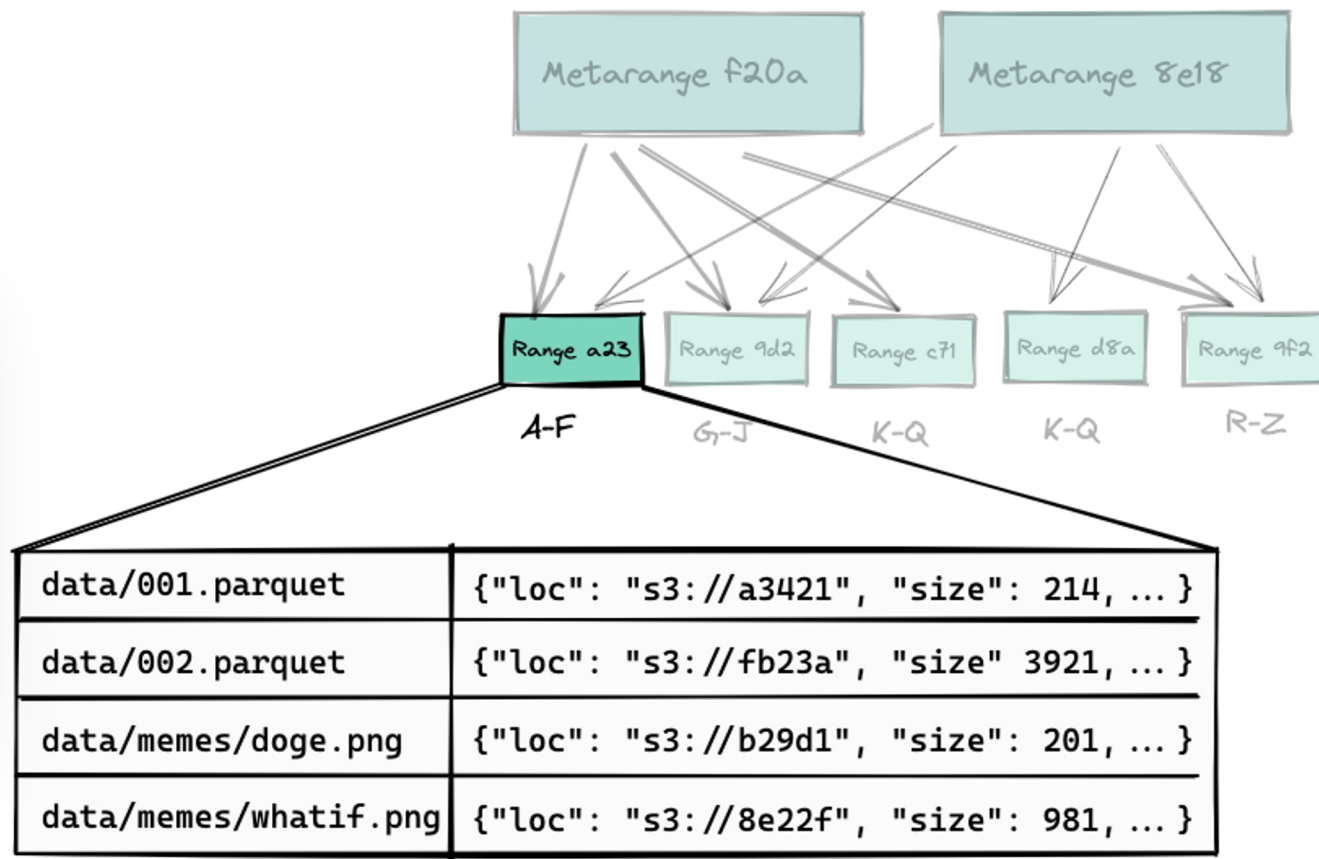 Metarange f20a
Metarange 8e18
Range a23
Range 9d2
Range c71
Range d8a
Range 9f2
A-F
G-J
K-Q
K-Q
R-Z
data/001.parquet {"loc": "s3://a3421", "size": 214, ... }
data/002.parquet {"loc": "s3://fb23a", "size" 3921, ... }
data/memes/doge.png {"loc": "s3://b29d1", "size": 201, ... }
data/memes/whatif.png {"loc": "s3://8e22f", "size": 981, ... }